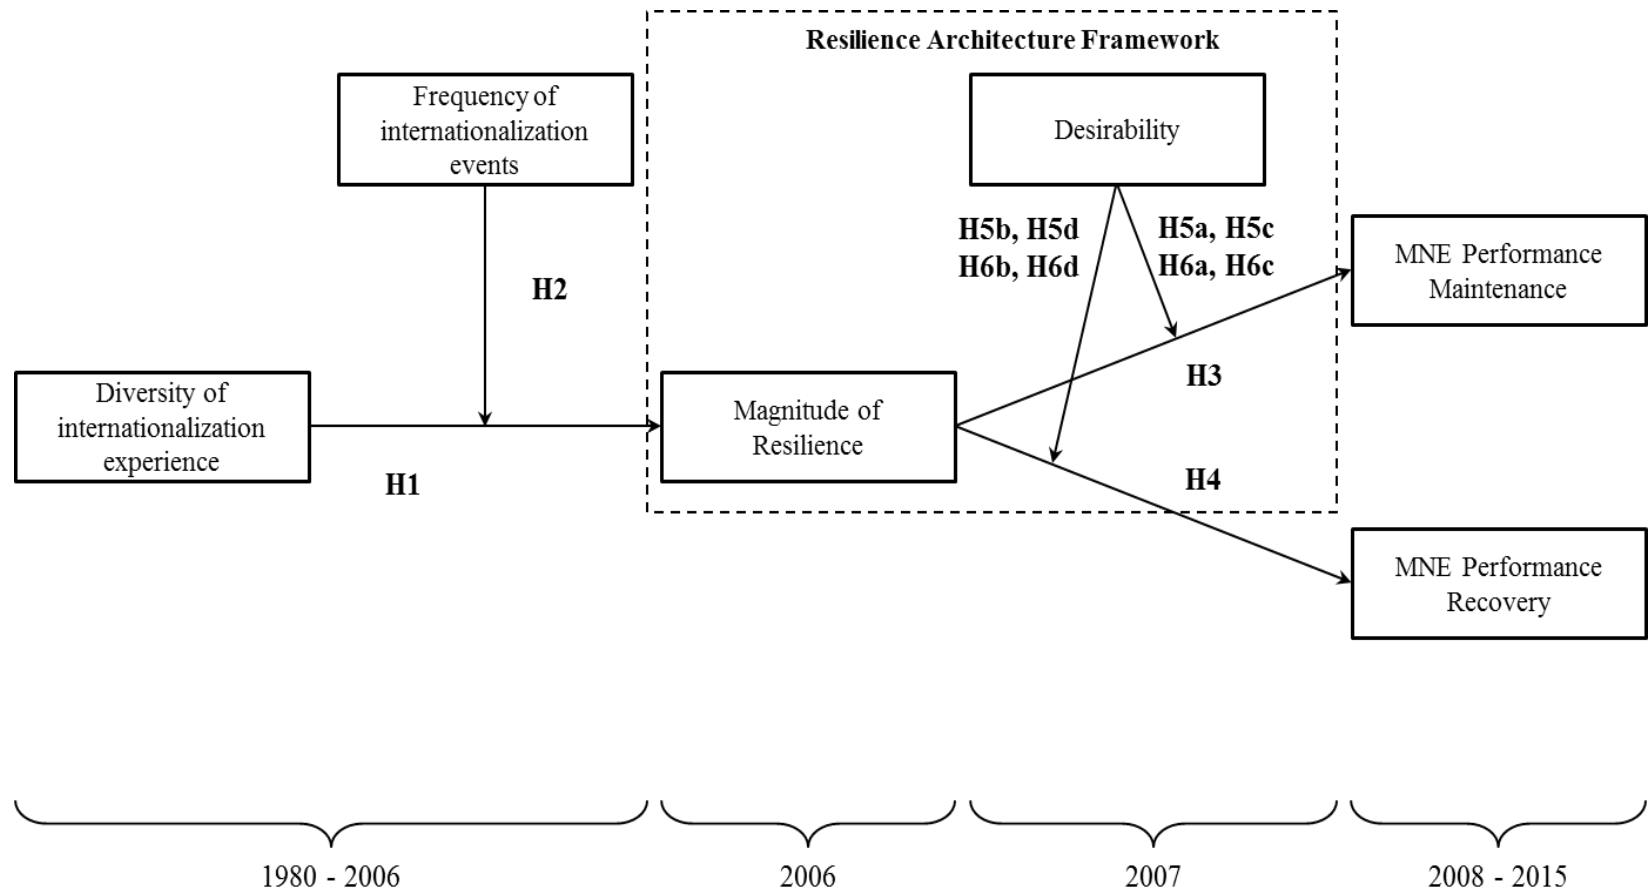 Resilience Architecture Framework
Frequency of
internationalization
events
Desirability
H5b, H5d
H6b, H6d
H5a, H5c
H6a, H6c
MNE Performance
Maintenance
H2
H3
Diversity of
internationalization
experience
Magnitude of
Resilience
H1
H4
MNE Performance
Recovery
1980 - 2006
2006
2007
2008 - 2015